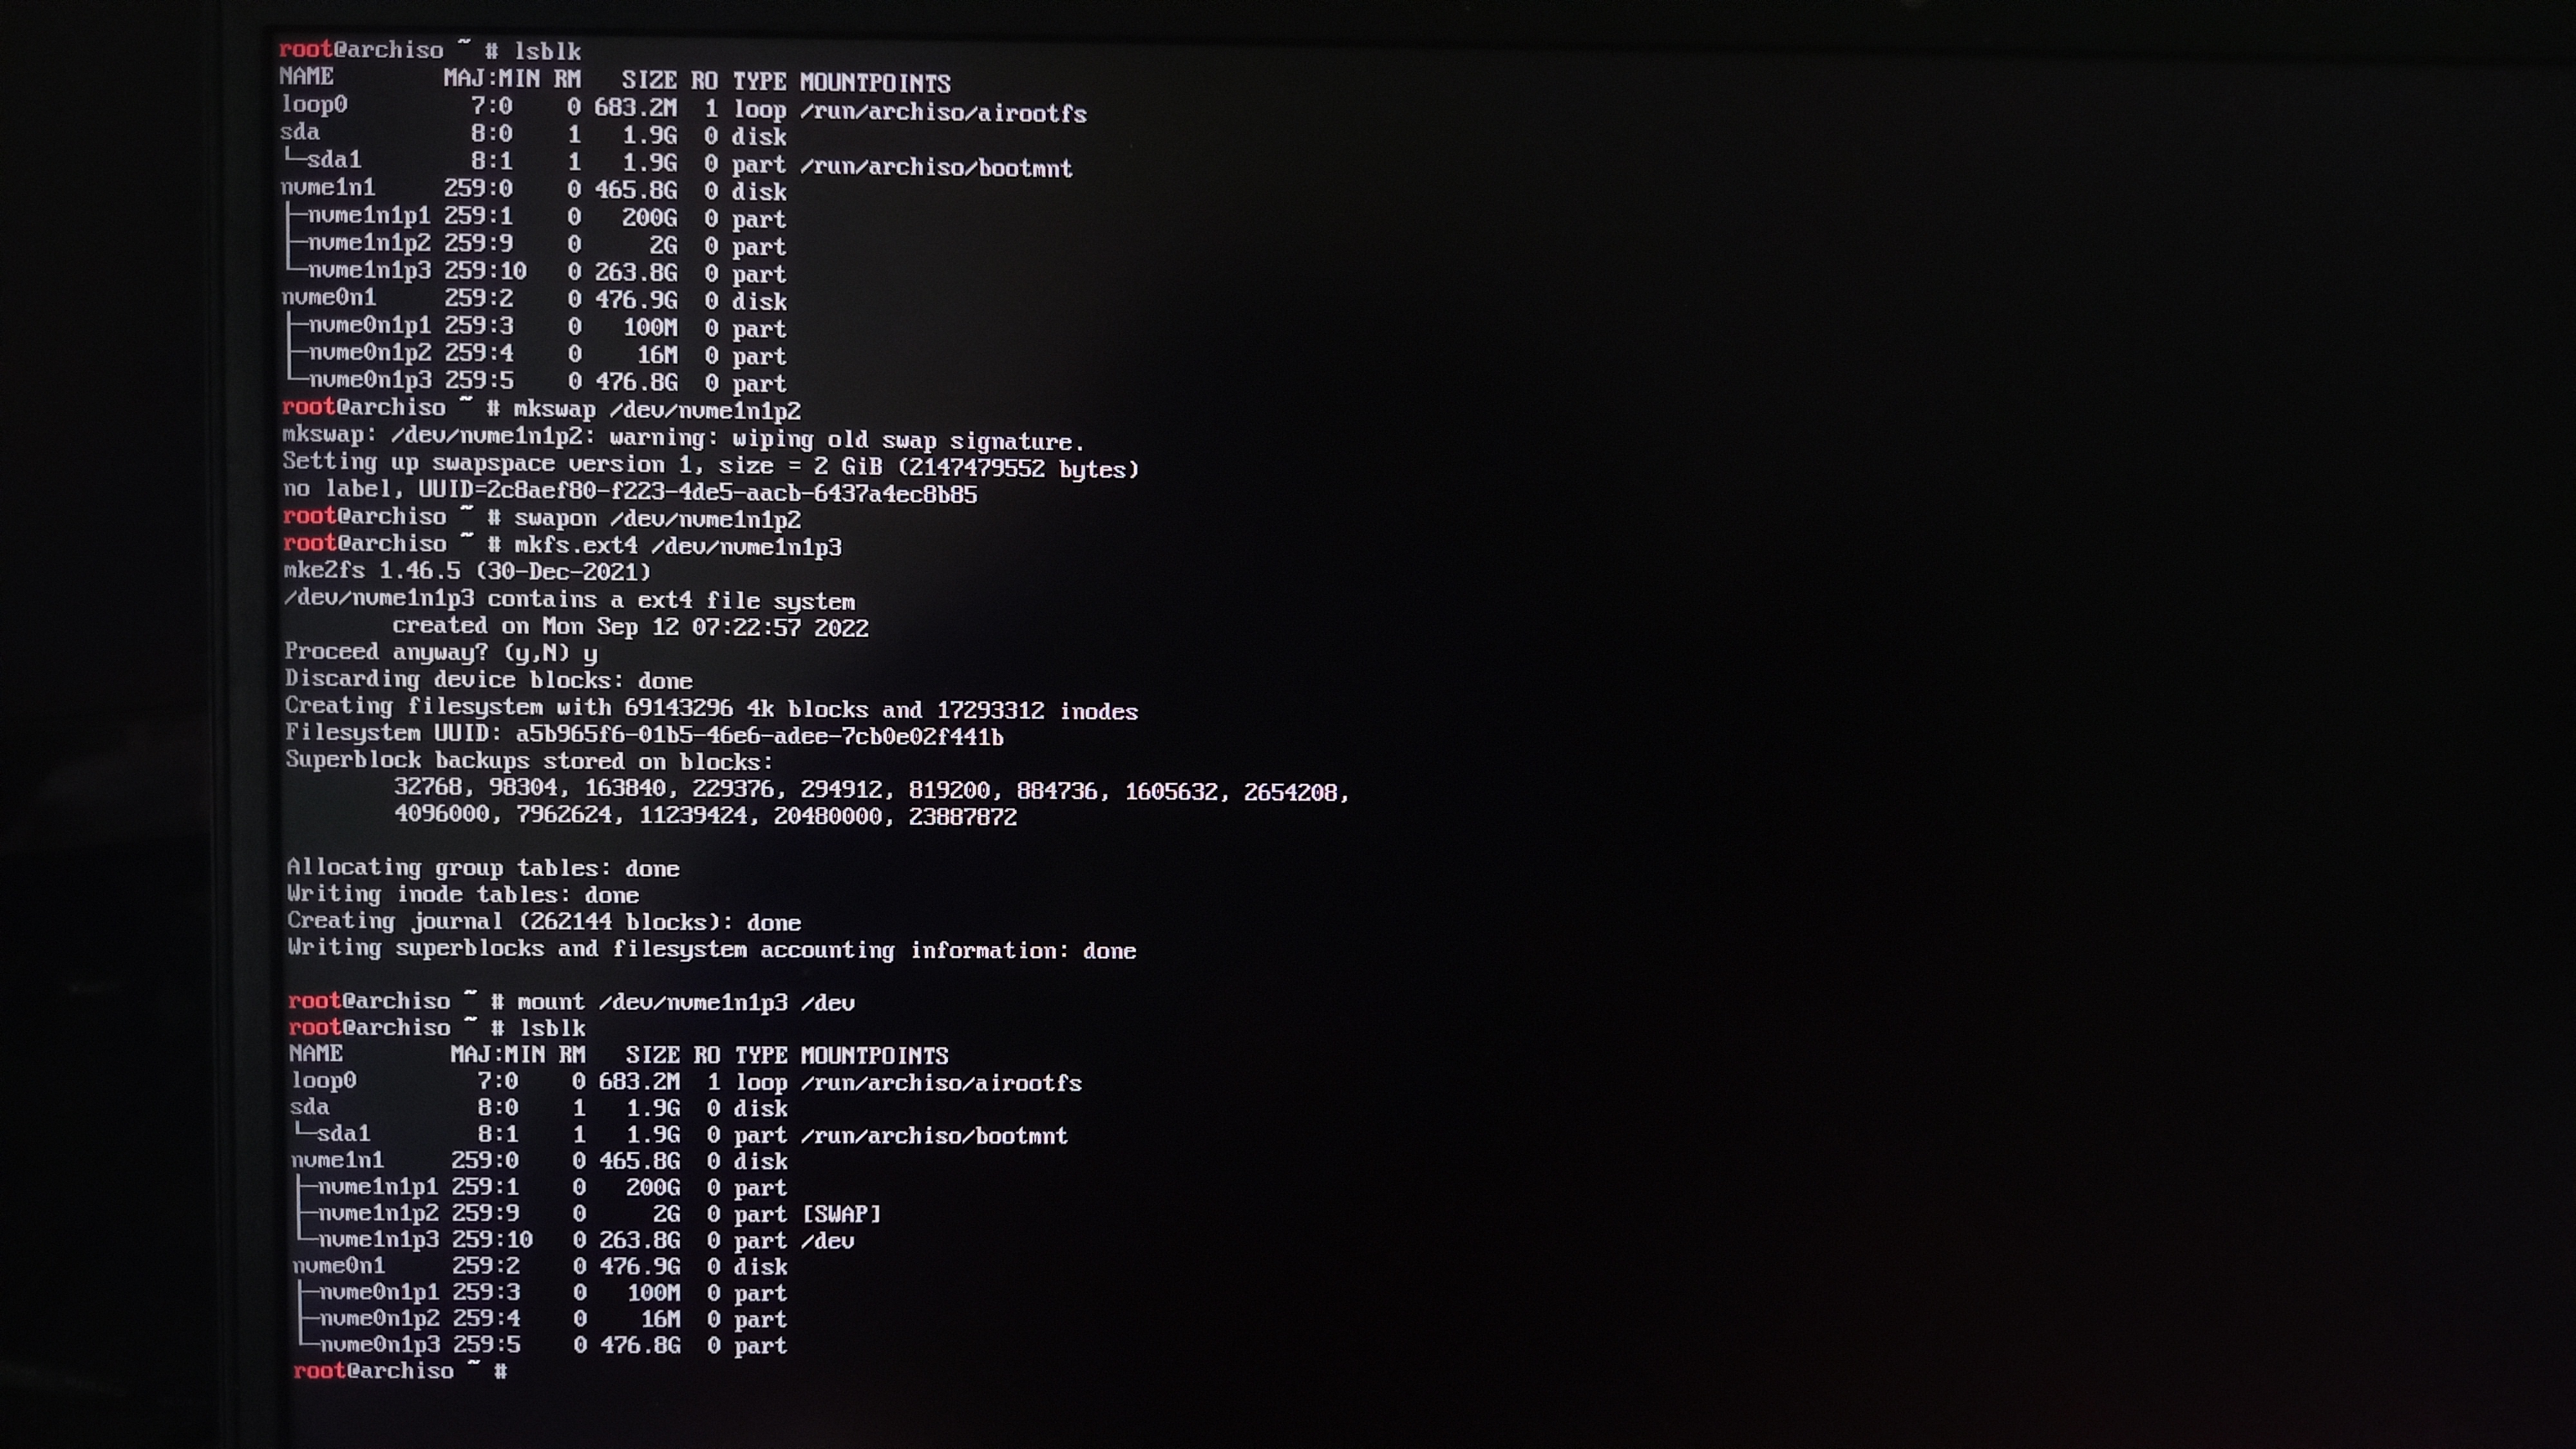 root@archiso ~ # lsblk
NAME        MAJ:MIN RM   SIZE RO TYPE MOUNTPOINTS
loop0         7:0    0 683.2M  1 loop /run/archiso/airootfs
sda           8:0    1   1.9G  0 disk
└─sda1        8:1    1   1.9G  0 part /run/archiso/bootmnt
nvme1n1     259:0    0 465.8G  0 disk
├─nvme1n1p1 259:1    0   200G  0 part
├─nvme1n1p2 259:9    0     2G  0 part
└─nvme1n1p3 259:10   0 263.8G  0 part
nvme0n1     259:2    0 476.9G  0 disk
├─nvme0n1p1 259:3    0   100M  0 part
├─nvme0n1p2 259:4    0    16M  0 part
└─nvme0n1p3 259:5    0 476.8G  0 part
root@archiso ~ # mkswap /dev/nvme1n1p2
mkswap: /dev/nvme1n1p2: warning: wiping old swap signature.
Setting up swapspace version 1, size = 2 GiB (2147479552 bytes)
no label, UUID=2c8aef80-f223-4de5-aacb-6437a4ec8b85
root@archiso ~ # swapon /dev/nvme1n1p2
root@archiso ~ # mkfs.ext4 /dev/nvme1n1p3
mke2fs 1.46.5 (30-Dec-2021)
/dev/nvme1n1p3 contains a ext4 file system
        created on Mon Sep 12 07:22:57 2022
Proceed anyway? (y,N) y
Discarding device blocks: done
Creating filesystem with 69143296 4k blocks and 17293312 inodes
Filesystem UUID: a5b965f6-01b5-46e6-adee-7cb0e02f441b
Superblock backups stored on blocks:
        32768, 98304, 163840, 229376, 294912, 819200, 884736, 1605632, 2654208,
        4096000, 7962624, 11239424, 20480000, 23887872
Allocating group tables: done
Writing inode tables: done
Creating journal (262144 blocks): done
Writing superblocks and filesystem accounting information: done
root@archiso ~ # mount /dev/nvme1n1p3 /dev
root@archiso ~ # lsblk
NAME        MAJ:MIN RM   SIZE RO TYPE MOUNTPOINTS
loop0         7:0    0 683.2M  1 loop /run/archiso/airootfs
sda           8:0    1   1.9G  0 disk
└─sda1        8:1    1   1.9G  0 part /run/archiso/bootmnt
nvme1n1     259:0    0 465.8G  0 disk
├─nvme1n1p1 259:1    0   200G  0 part
├─nvme1n1p2 259:9    0     2G  0 part [SWAP]
└─nvme1n1p3 259:10   0 263.8G  0 part /dev
nvme0n1     259:2    0 476.9G  0 disk
├─nvme0n1p1 259:3    0   100M  0 part
├─nvme0n1p2 259:4    0    16M  0 part
└─nvme0n1p3 259:5    0 476.8G  0 part
root@archiso ~ #